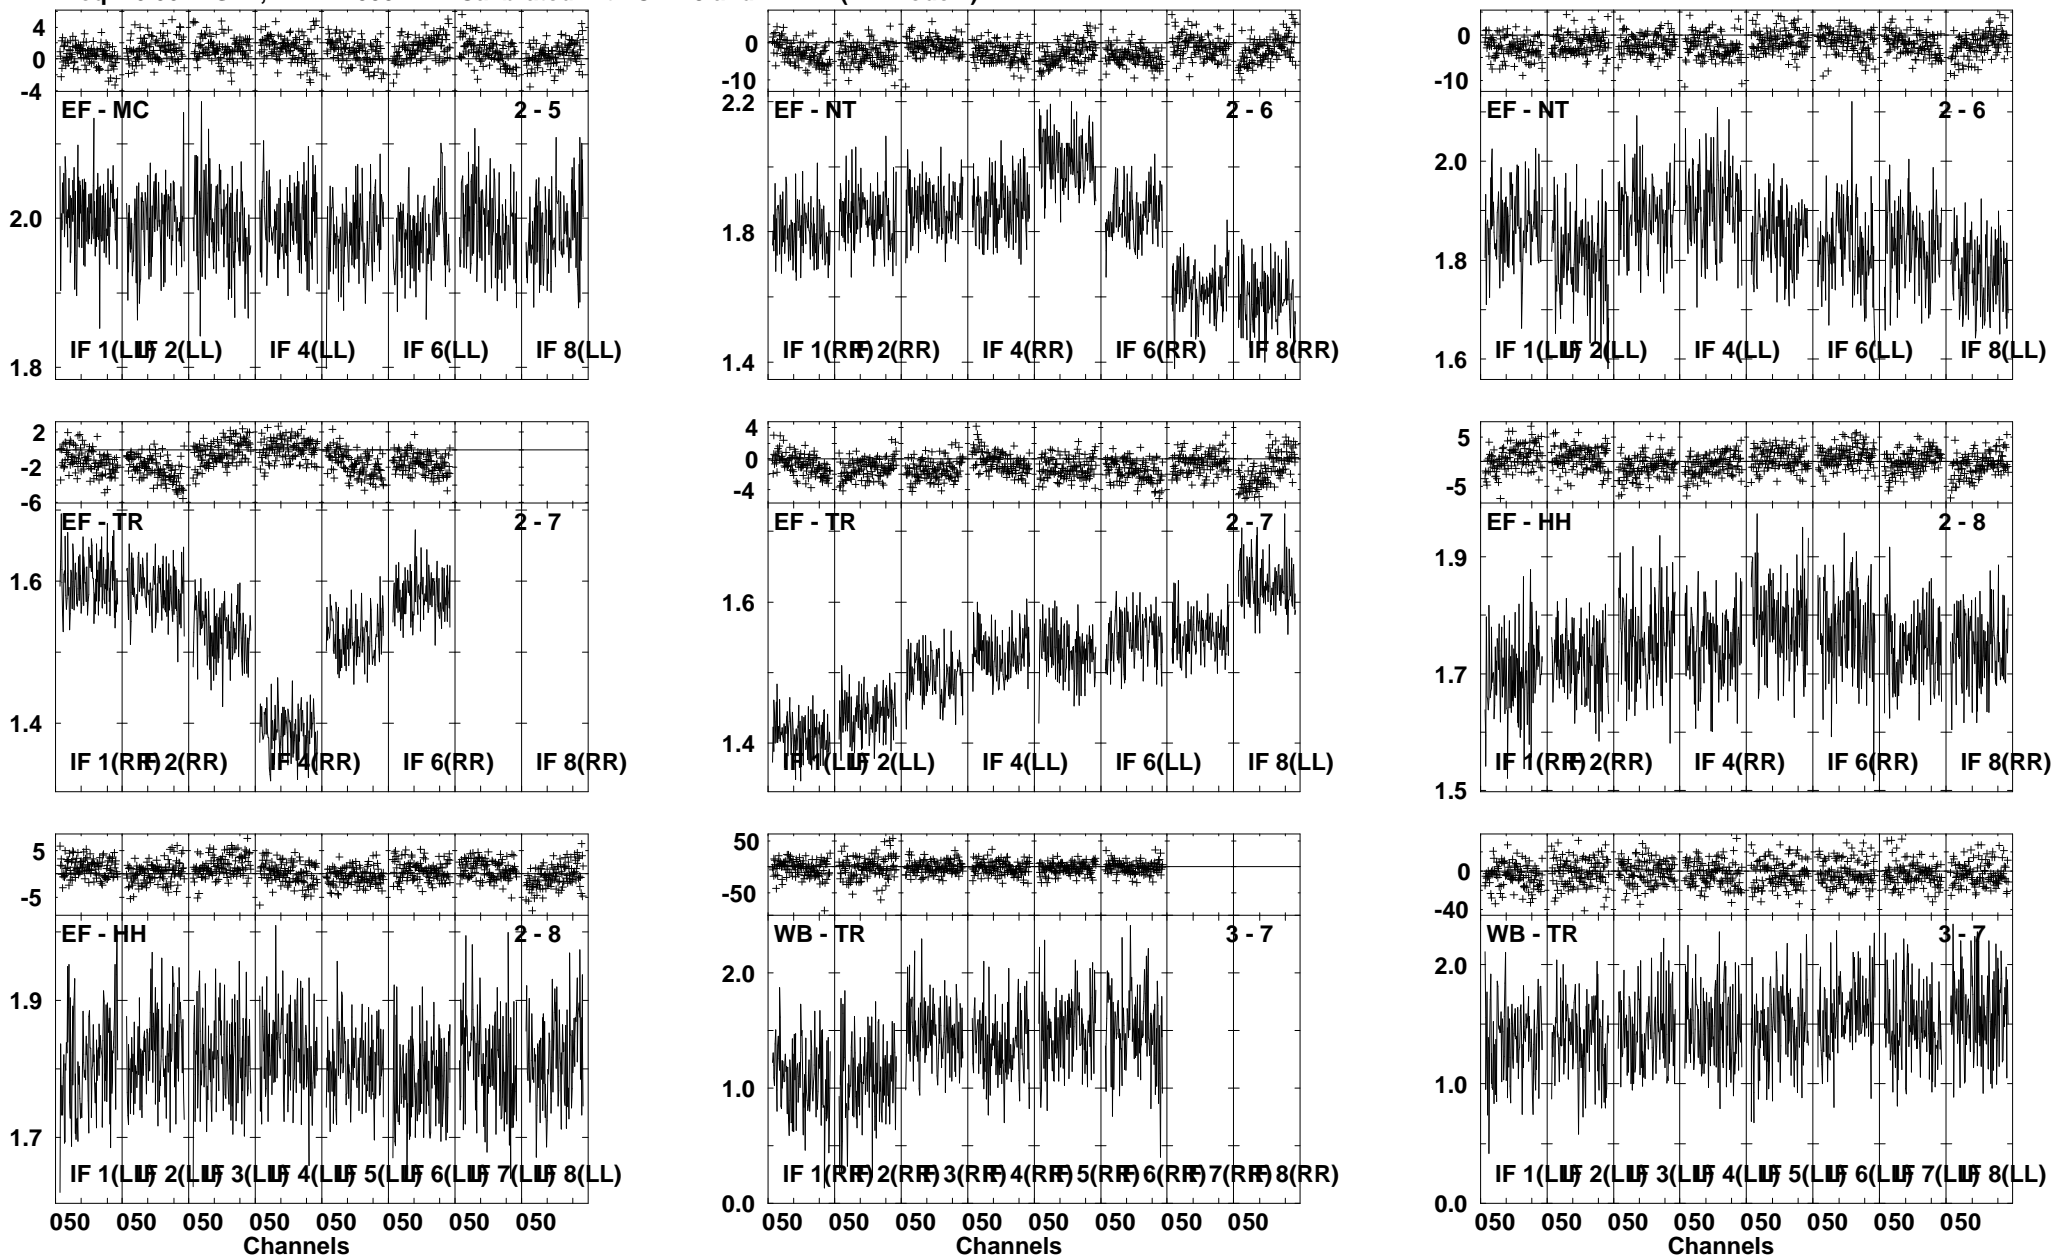 4
0
-4
EF - MC 2 - 5
2.0
1.8
IF 1(LL) IF 2(LL) IF 4(LL) IF 6(LL) IF 8(LL)
0
-10
EF - NT 2 - 6
2.2
1.8
1.4
IF 1(RR) IF 2(RR) IF 4(RR) IF 6(RR) IF 8(RR)
0
-10
EF - NT 2 - 6
2.0
1.8
1.6
IF 1(LL) IF 2(LL) IF 4(LL) IF 6(LL) IF 8(LL)
2
-2
-6
EF - TR 2 - 7
1.6
1.4
IF 1(RR) IF 2(RR) IF 4(RR) IF 6(RR) IF 8(RR)
4
0
-4
EF - TR 2 - 7
1.6
1.4
IF 1(LL) IF 2(LL) IF 4(LL) IF 6(LL) IF 8(LL)
5
-5
EF - HH 2 - 8
1.9
1.7
1.5
IF 1(RR) IF 2(RR) IF 4(RR) IF 6(RR) IF 8(RR)
5
-5
EF - HH 2 - 8
1.9
1.7
IF 1(LL) IF 2(LL) IF 3(LL) IF 4(LL) IF 5(LL) IF 6(LL) IF 7(LL) IF 8(LL)
050 050 050 050 050 050 050 050
Channels
50
-50
WB - TR 3 - 7
2.0
1.0
0.0
IF 1(RR) IF 2(RR) IF 3(RR) IF 4(RR) IF 5(RR) IF 6(RR) IF 7(RR) IF 8(RR)
050 050 050 050 050 050 050 050
Channels
0
-40
WB - TR 3 - 7
2.0
1.0
0.0
IF 1(LL) IF 2(LL) IF 3(LL) IF 4(LL) IF 5(LL) IF 6(LL) IF 7(LL) IF 8(LL)
050 050 050 050 050 050 050 050
Channels